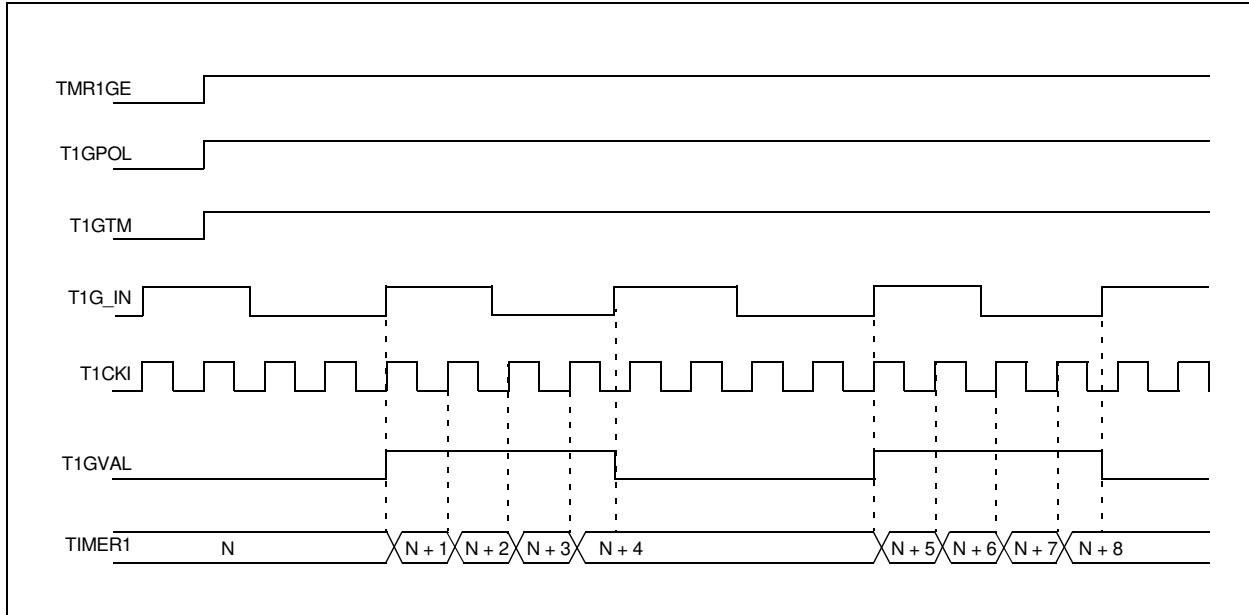 TMR1GE
T1GPOL
T1GTM
T1G_IN
T1CKI
T1GVAL
TIMER1 N N + 1 N + 2 N + 3 N + 4 N + 5 N + 6 N + 7 N + 8